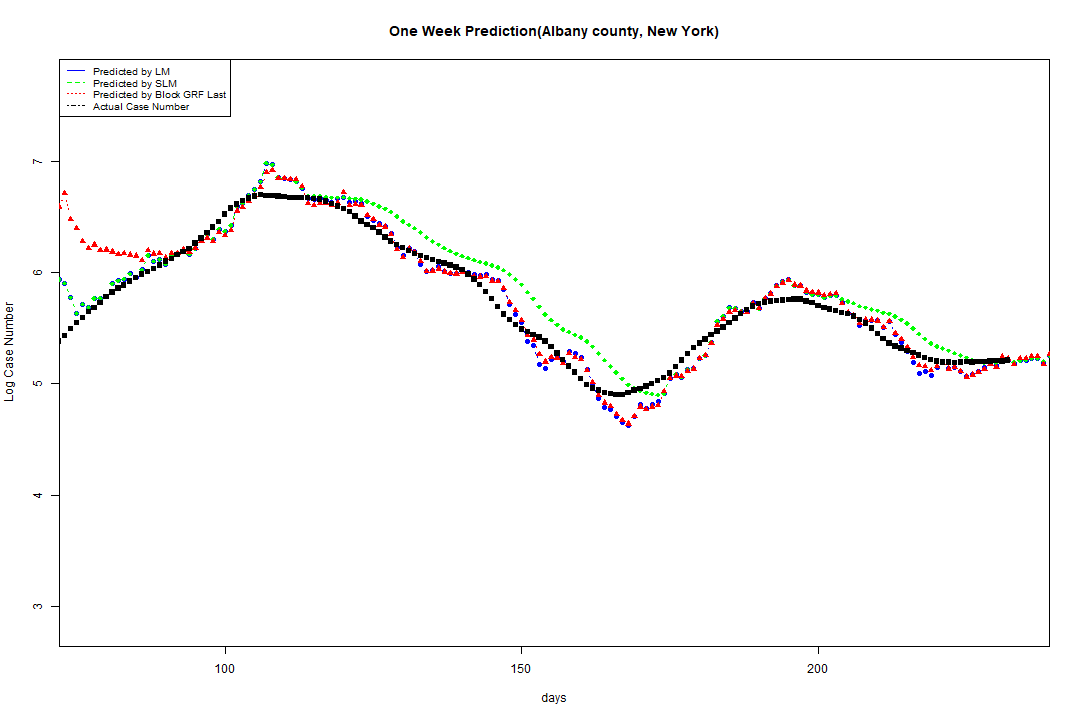 One Week Prediction(Albany county, New York)
Predicted by LM
Predicted by SLM
Predicted by Block GRF Last
Actual Case Number
Log Case Number
7
6
5
4
3
100
150
200
days